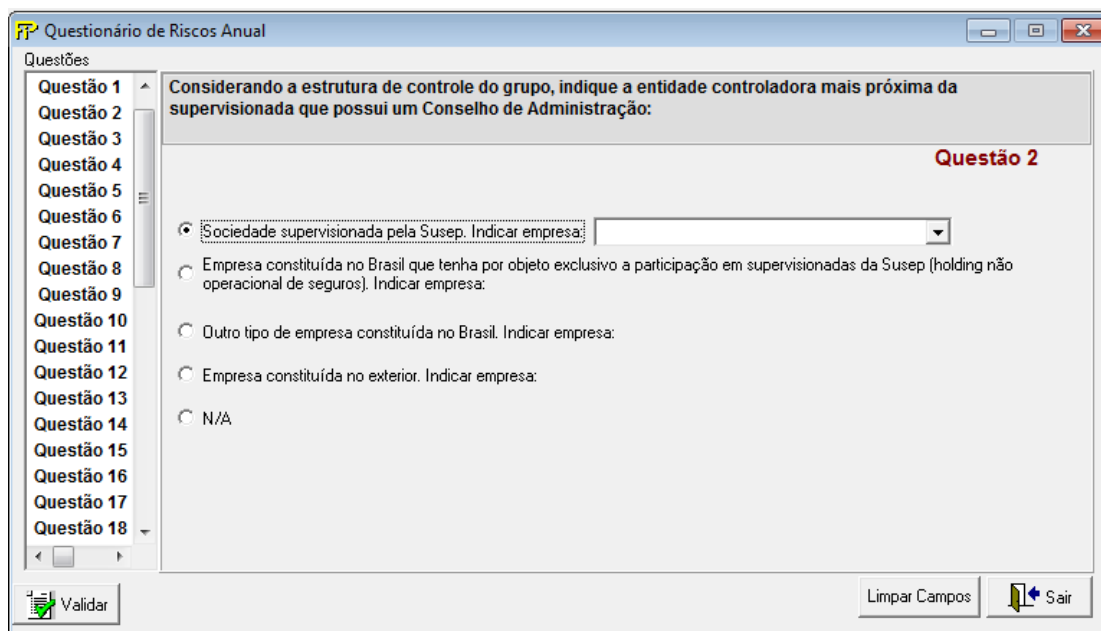 FIP Questionário de Riscos Anual
Questões
Questão 1
Questão 2
Questão 3
Questão 4
Questão 5
Questão 6
Questão 7
Questão 8
Questão 9
Questão 10
Questão 11
Questão 12
Questão 13
Questão 14
Questão 15
Questão 16
Questão 17
Questão 18
Considerando a estrutura de controle do grupo, indique a entidade controladora mais próxima da
supervisionada que possui um Conselho de Administração:
Questão 2
Sociedade supervisionada pela Susep. Indicar empresa:
Empresa constituída no Brasil que tenha por objeto exclusivo a participação em supervisionadas da Susep (holding não
operacional de seguros). Indicar empresa:
Outro tipo de empresa constituída no Brasil. Indicar empresa:
Empresa constituída no exterior. Indicar empresa:
N/A
Validar
Limpar Campos
Sair